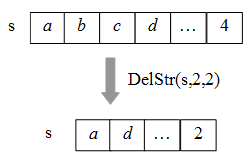 s a b c d … 4
DelStr(s,2,2)
s a d … 2